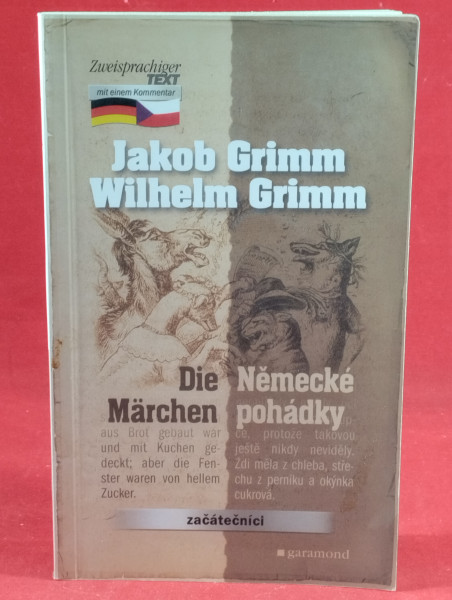 Zweisprachiger
TEXT
mit einem Kommentar
Jakob Grimm
Wilhelm Grimm
Die
Märchen
Německé
pohádky
aus Brot gebaut war
und mit Kuchen ge-
deckt; aber die Fen-
ster waren von hellem
Zucker.
ce, protože takovou
ještě nikdy neviděly.
Zdi měla z chleba, stře-
chu z perníku a okýnka
cukrová.
začátečníci
garamond